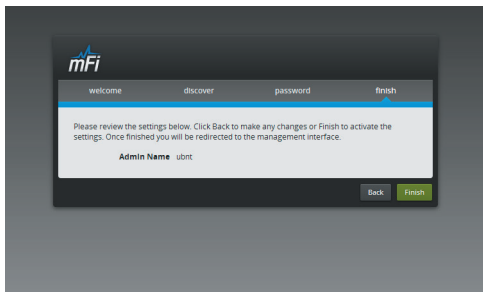 mFi
welcome discover password finish
Please review the settings below. Click Back to make any changes or Finish to activate the
settings. Once finished you will be redirected to the management interface.
Admin Name ubnt
Back Finish